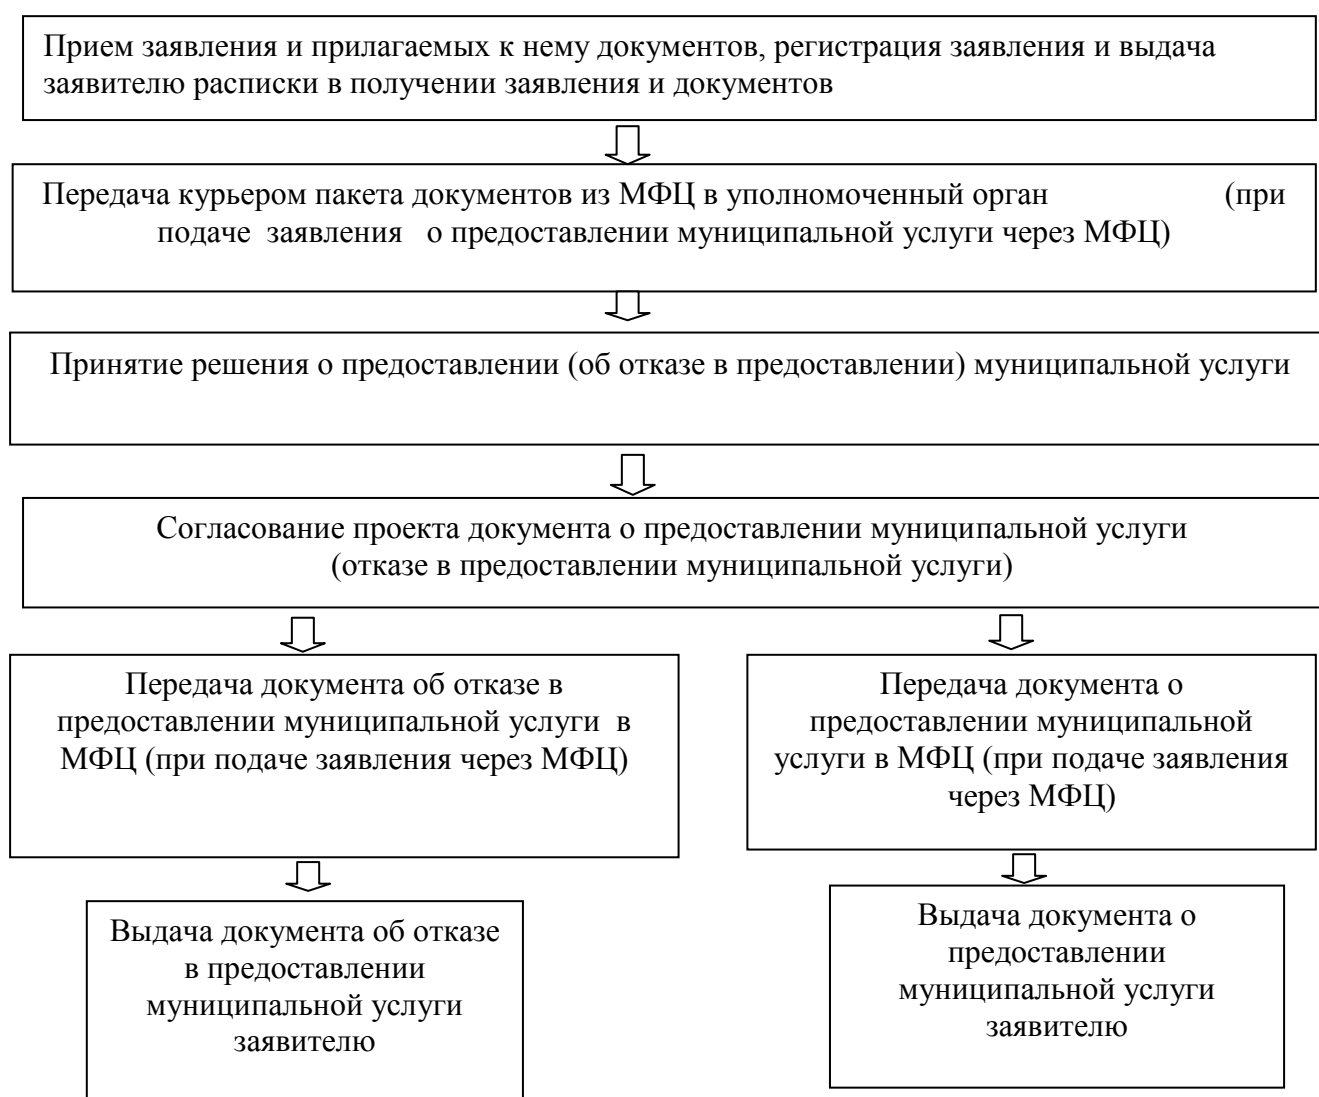 Прием заявления и прилагаемых к нему документов, регистрация заявления и выдача
заявителю расписки в получении заявления и документов
Передача курьером пакета документов из МФЦ в уполномоченный орган (при
подаче заявления о предоставлении муниципальной услуги через МФЦ)
Принятие решения о предоставлении (об отказе в предоставлении) муниципальной услуги
Согласование проекта документа о предоставлении муниципальной услуги
(отказе в предоставлении муниципальной услуги)
Передача документа об отказе в
предоставлении муниципальной услуги в
МФЦ (при подаче заявления через МФЦ)
Передача документа о
предоставлении муниципальной
услуги в МФЦ (при подаче заявления
через МФЦ)
Выдача документа об отказе
в предоставлении
муниципальной услуги
заявителю
Выдача документа о
предоставлении
муниципальной услуги
заявителю